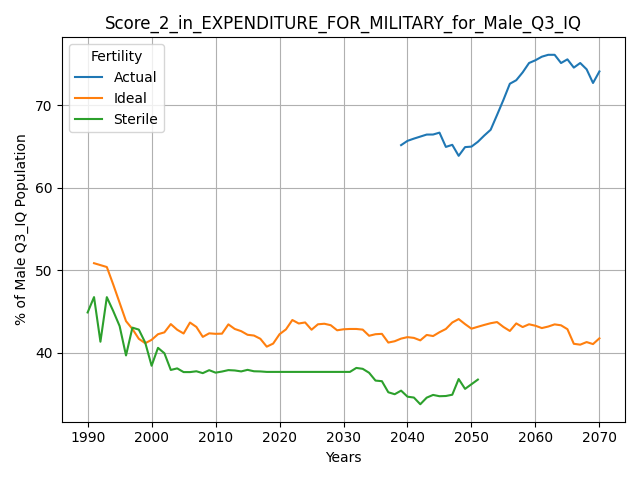 Score_2_in_EXPENDITURE_FOR_MILITARY_for_Male_Q3_IQ
Fertility
Actual
Ideal
Sterile
% of Male Q3_IQ Population
70
60
50
40
1990 2000 2010 2020 2030 2040 2050 2060 2070
Years